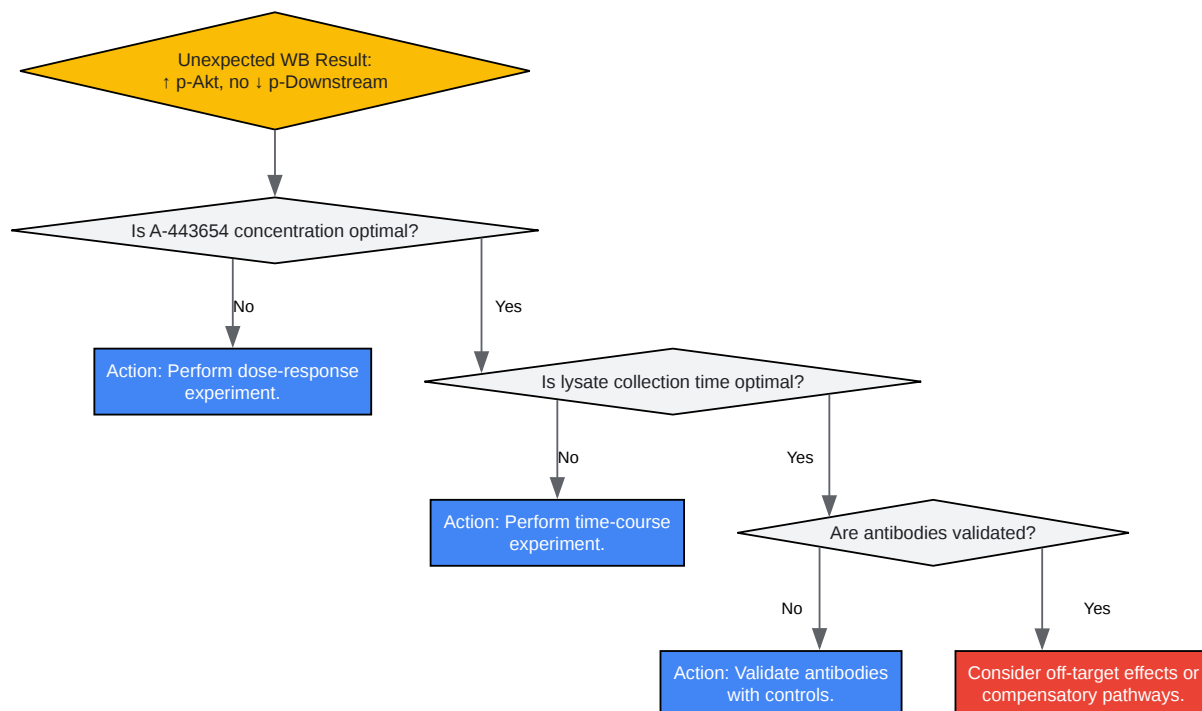 Unexpected WB Result:
↑ p-Akt, no ↓ p-Downstream
Is A-443654 concentration optimal?
No
Yes
Action: Perform dose-response
experiment.
Is lysate collection time optimal?
No
Yes
Action: Perform time-course
experiment.
Are antibodies validated?
No
Yes
Action: Validate antibodies
with controls.
Consider off-target effects or
compensatory pathways.